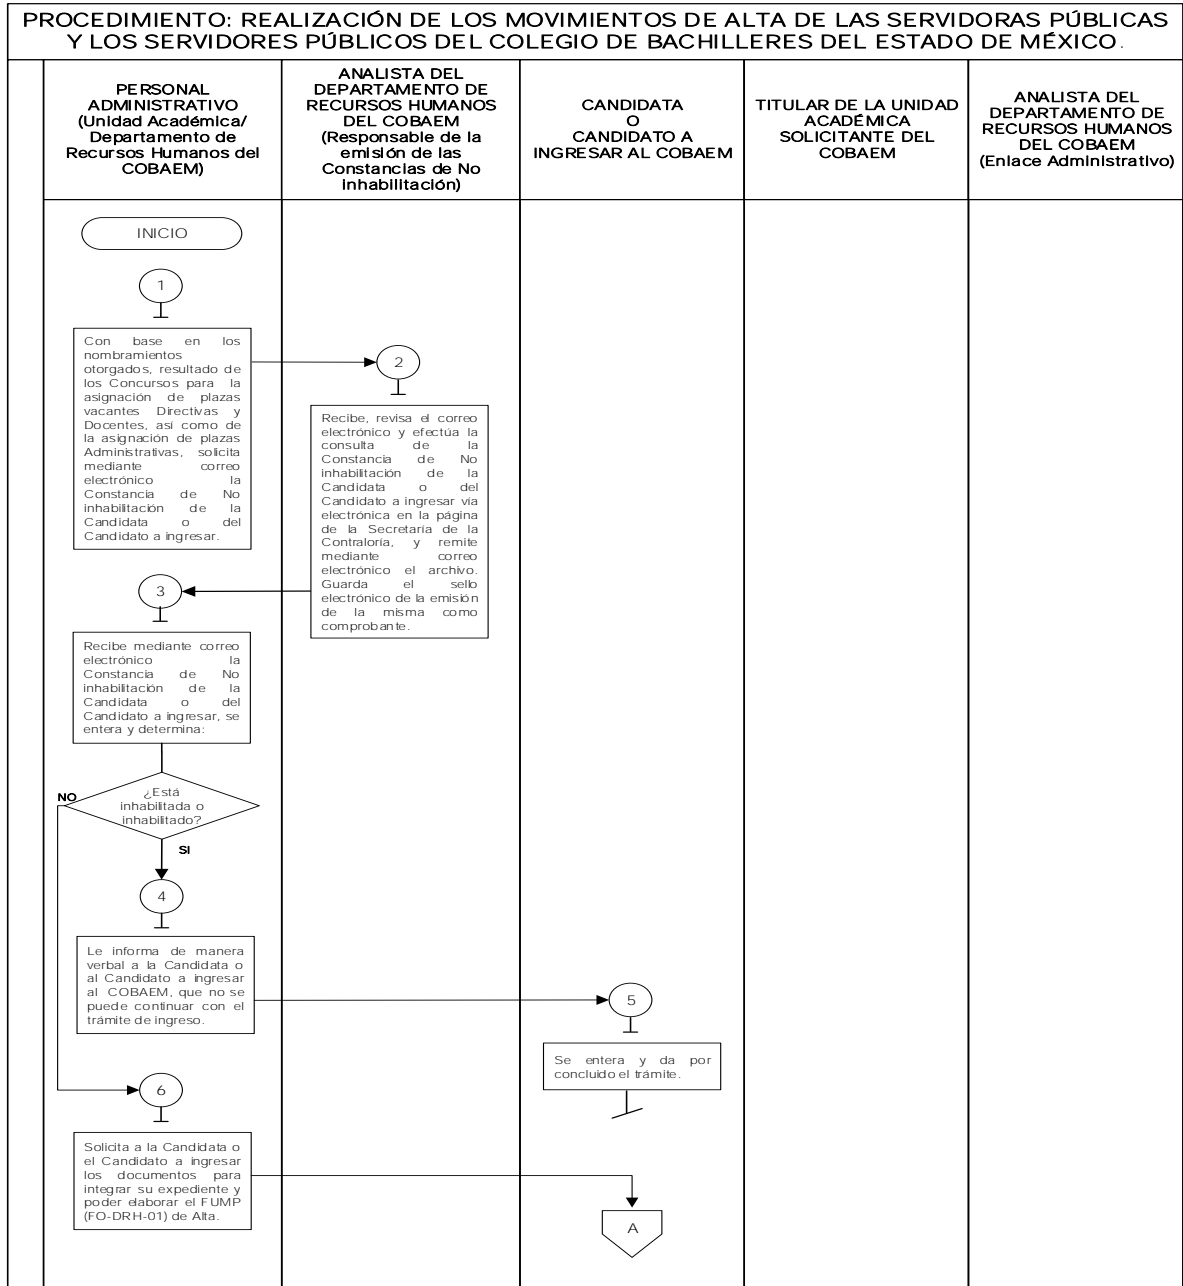 PROCEDIMIENTO: REALIZACIÓN DE LOS MOVIMIENTOS DE ALTA DE LAS SERVIDORAS PÚBLICAS
Y LOS SERVIDORES PÚBLICOS DEL COLEGIO DE BACHILLERES DEL ESTADO DE MÉXICO.
PERSONAL
ADMINISTRATIVO
(Unidad Académica/
Departamento de
Recursos Humanos del
COBAEM)
ANALISTA DEL
DEPARTAMENTO DE
RECURSOS HUMANOS
DEL COBAEM
(Responsable de la
emisión de las
Constancias de No
Inhabilitación)
CANDIDATA
O
CANDIDATO A
INGRESAR AL COBAEM
TITULAR DE LA UNIDAD
ACADÉMICA
SOLICITANTE DEL
COBAEM
ANALISTA DEL
DEPARTAMENTO DE
RECURSOS HUMANOS
DEL COBAEM
(Enlace Administrativo)
INICIO
1
Con base en los
nombramientos
otorgados, resultado de
los Concursos para la
asignación de plazas
vacantes Directivas y
Docentes, así como de
la asignación de plazas
Administrativas, solicita
mediante correo
electrónico la
Constancia de No
inhabilitación de la
Candidata o del
Candidato a ingresar.
2
Recibe, revisa el correo
electrónico y efectúa la
consulta de la
Constancia de No
inhabilitación de la
Candidata o del
Candidato a ingresar vía
electrónica en la página
de la Secretaría de la
Contraloría, y remite
mediante correo
electrónico el archivo.
Guarda el sello
electrónico de la emisión
de la misma como
comprobante.
3
Recibe mediante correo
electrónico la
Constancia de No
inhabilitación de la
Candidata o del
Candidato a ingresar, se
entera y determina:
¿Está
inhabilitada o
inhabilitado?
NO
SI
4
Le informa de manera
verbal a la Candidata o
al Candidato a ingresar
al COBAEM, que no se
puede continuar con el
trámite de ingreso.
5
Se entera y da por
concluido el trámite.
6
Solicita a la Candidata o
el Candidato a ingresar
los documentos para
integrar su expediente y
poder elaborar el FUMP
(FO-DRH-01) de Alta.
A